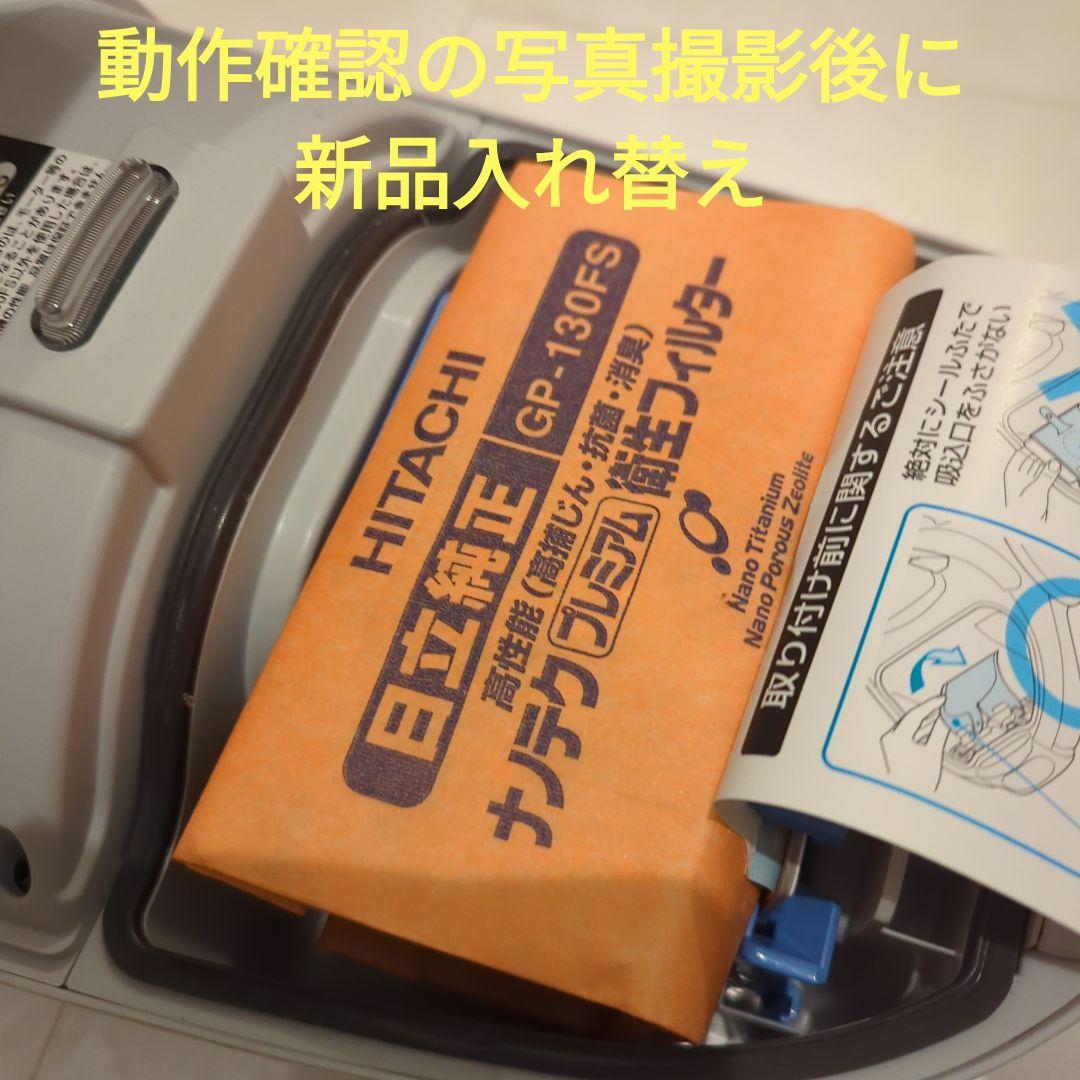 動作確認の写真撮影後に
新品入れ替え
HITACHI
日立純正 GP-130FS
高性能(高捕じん・抗菌・消臭)
ナノテク プレミアム 衛生フィルター
Nano Titanium
Nano Porous Zeolite
取り付け前に関するご注意
絶対にシールふたで
吸込口をふさがない